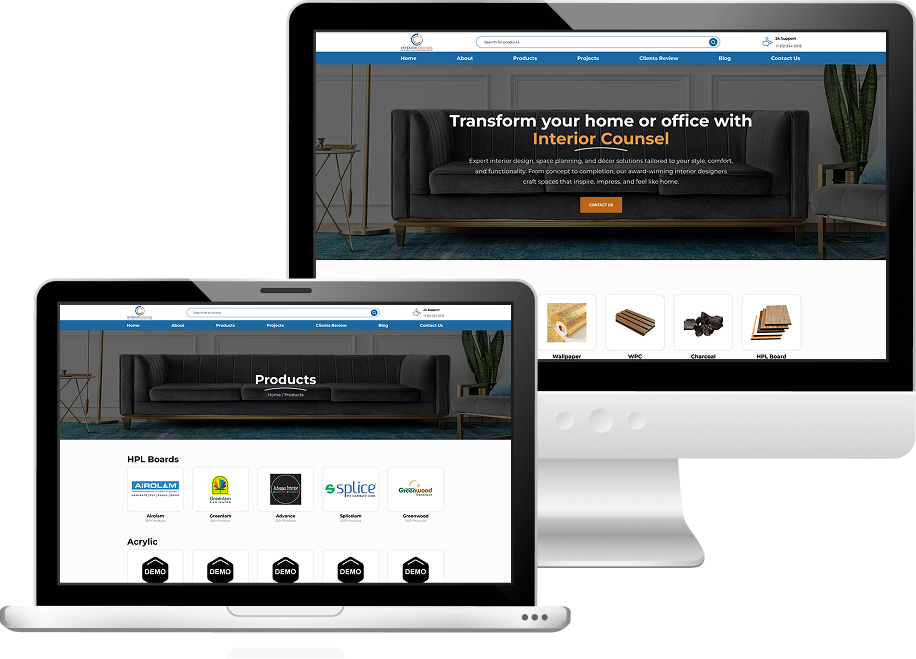 INTERIOR COUNSEL
Search for products
24 Support
+1 212-334-0212
Home
About
Products
Projects
Clients Review
Blog
Contact Us
Transform your home or office with
Interior Counsel
Expert interior design, space planning, and décor solutions tailored to your style, comfort,
and functionality. From concept to completion, our award-winning interior designers
craft spaces that inspire, impress, and feel like home.
CONTACT US
Wallpaper
WPC
Charcoal
HPL Board
INTERIOR COUNSEL
Search for products
24 Support
+1 212-334-0212
Home
About
Products
Projects
Clients Review
Blog
Contact Us
Products
Home / Products
HPL Boards
AIROLAM
Airolam
200+ Products
Greenlam
LAMINATES
Greenlam
200+ Products
Advance Interior
Advance
200+ Products
splice
Splicelam
200+ Products
Greenwood
Greenwood
200+ Products
Acrylic
DEMO
DEMO
DEMO
DEMO
DEMO